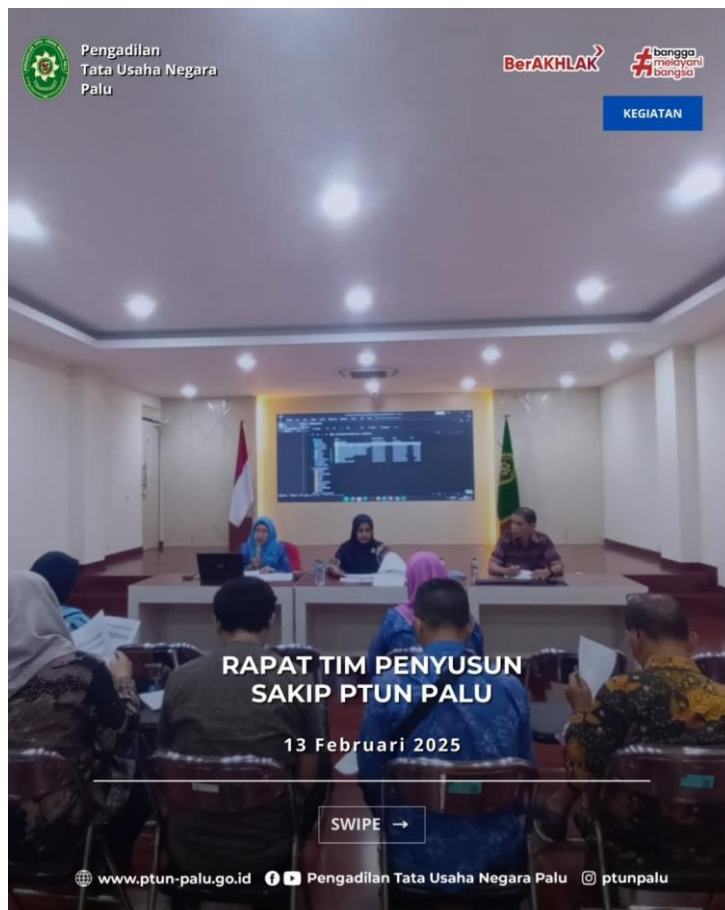 Pengadilan
Tata Usaha Negara
Palu
BerAKHLAK
#bangga
melayani
bangsa
KEGIATAN
RAPAT TIM PENYUSUN
SAKIP PTUN PALU
13 Februari 2025
SWIPE →
www.ptun-palu.go.id Pengadilan Tata Usaha Negara Palu ptunpalu